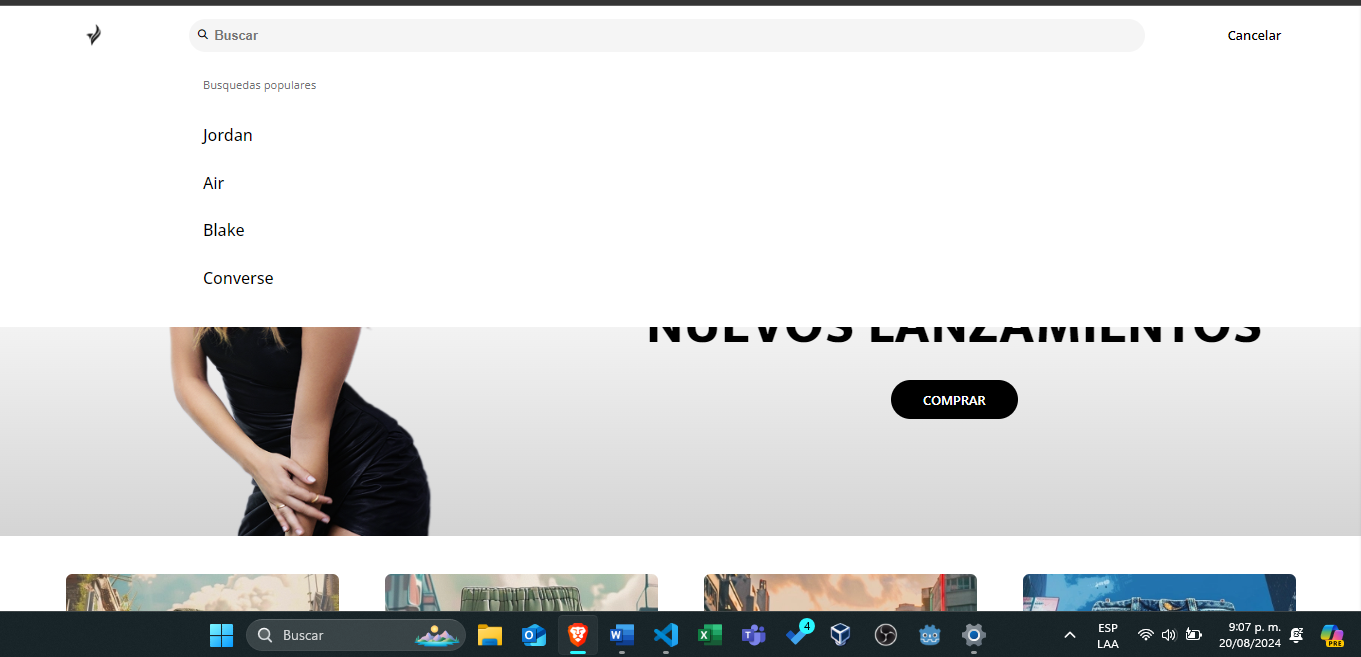 Buscar
Cancelar
Busquedas populares
Jordan
Air
Blake
Converse
NUEVOS LANZAMIENTOS
COMPRAR
Buscar
4
ESP
LAA
9:07 p. m.
20/08/2024
PRE